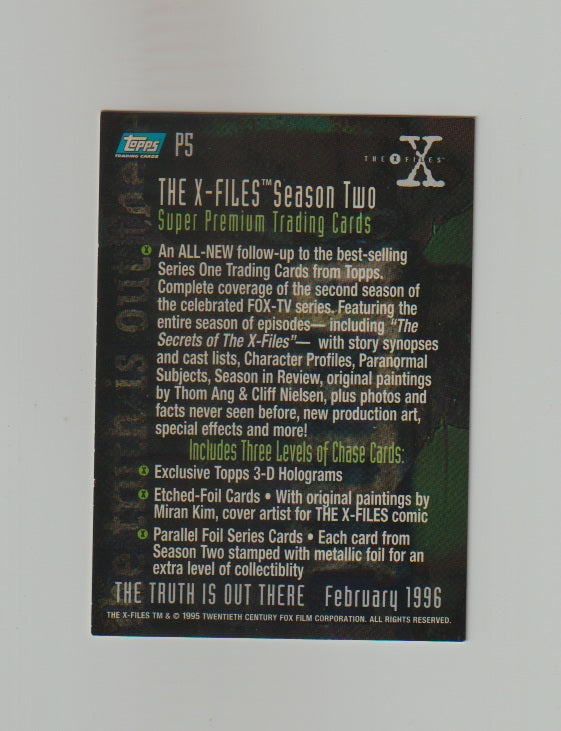 topps
TRADING CARDS
P5
THE X FILES™
X
THE X-FILES™ Season Two
Super Premium Trading Cards
An ALL-NEW follow-up to the best-selling
Series One Trading Cards from Topps.
Complete coverage of the second season of
the celebrated FOX-TV series. Featuring the
entire season of episodes— including "The
Secrets of The X-Files"— with story synopses
and cast lists, Character Profiles, Paranormal
Subjects, Season in Review, original paintings
by Thom Ang & Cliff Nielsen, plus photos and
facts never seen before, new production art,
special effects and more!
Includes Three Levels of Chase Cards:
Exclusive Topps 3-D Holograms
Etched-Foil Cards • With original paintings by
Miran Kim, cover artist for THE X-FILES comic
Parallel Foil Series Cards • Each card from
Season Two stamped with metallic foil for an
extra level of collectiblity
THE TRUTH IS OUT THERE February 1996
THE X-FILES TM & © 1995 TWENTIETH CENTURY FOX FILM CORPORATION. ALL RIGHTS RESERVED.
the truth is out the